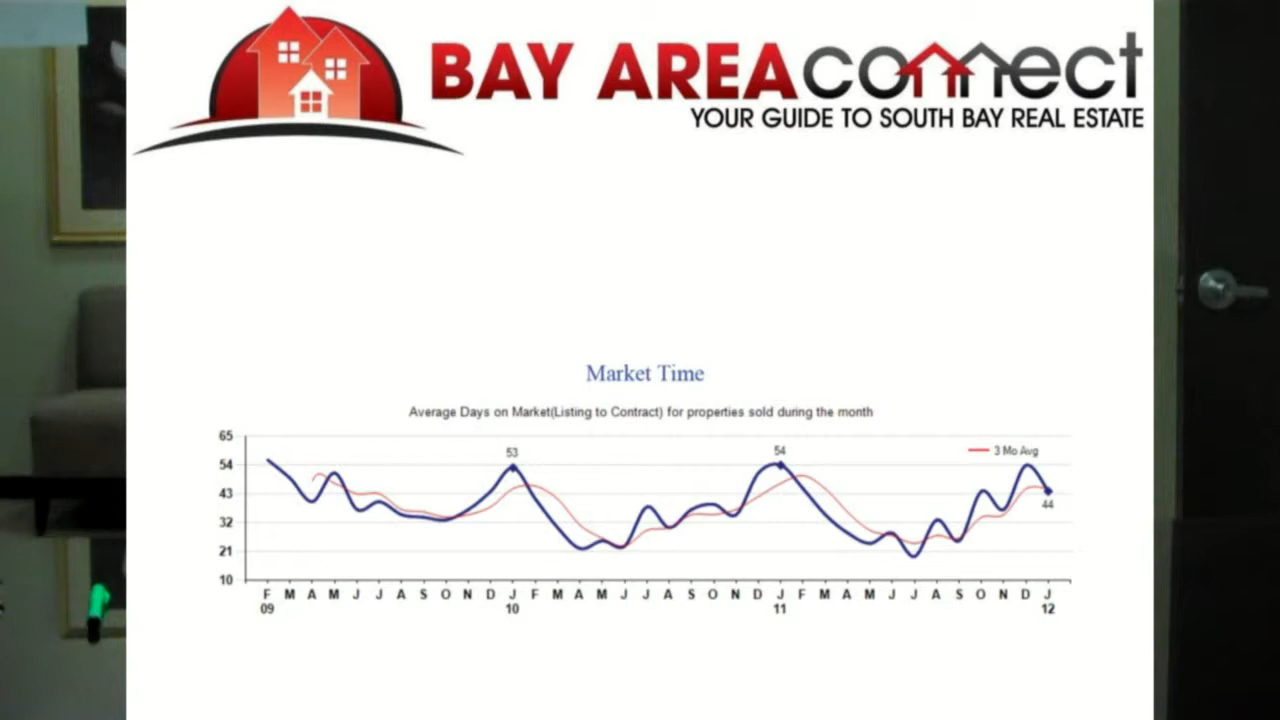 BAY AREA connect
YOUR GUIDE TO SOUTH BAY REAL ESTATE
Market Time
Average Days on Market(Listing to Contract) for properties sold during the month
65
54
43
32
21
10
53
54
3 Mo Avg
44
F M A M J J A S O N D J F M A M J J A S O N D J F M A M J J A S O N D J
09 10 11 12